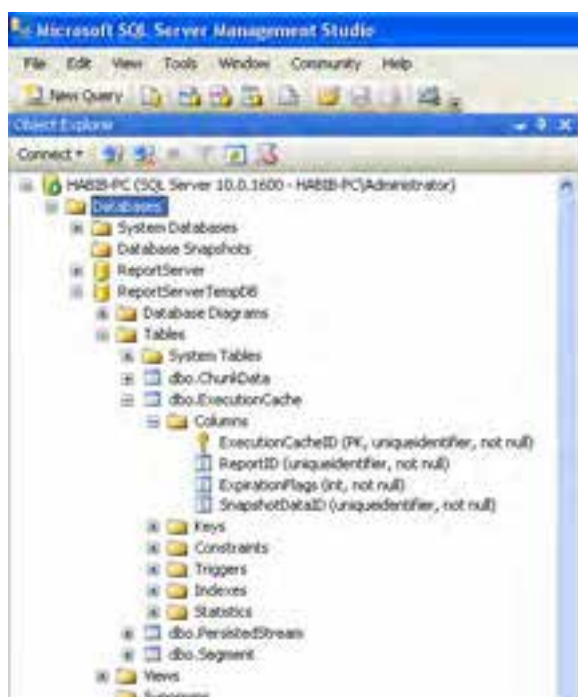 Microsoft SQL Server Management Studio
File Edit View Tools Window Community Help
New Query
Object Explorer
Connect
HABIB-PC (SQL Server 10.0.1600 - HABIB-PC\Administrator)
Databases
System Databases
Database Snapshots
ReportServer
ReportServerTempDB
Database Diagrams
Tables
System Tables
dbo.ChunkData
dbo.ExecutionCache
Columns
ExecutionCacheID (PK, uniqueidentifier, not null)
ReportID (uniqueidentifier, not null)
ExpirationFlags (int, not null)
SnapshotDataID (uniqueidentifier, not null)
Keys
Constraints
Triggers
Indexes
Statistics
dbo.PersistedStream
dbo.Segment
Views
Synonyms